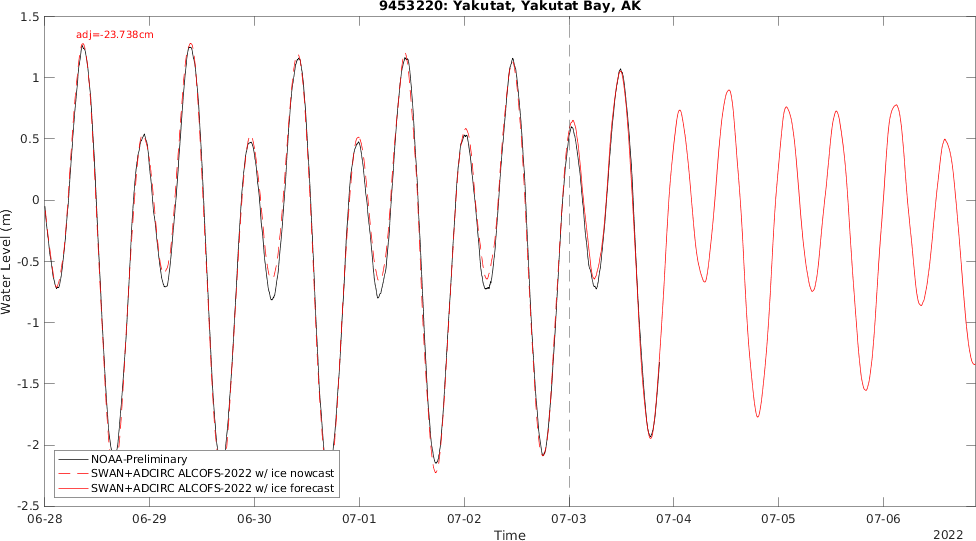 9453220: Yakutat, Yakutat Bay, AK
adj=-23.738cm
1.5
1
0.5
0
-0.5
-1
-1.5
-2
-2.5
Water Level (m)
NOAA-Preliminary
SWAN+ADCIRC ALCOFS-2022 w/ ice nowcast
SWAN+ADCIRC ALCOFS-2022 w/ ice forecast
06-28 06-29 06-30 07-01 07-02 07-03 07-04 07-05 07-06
Time
2022